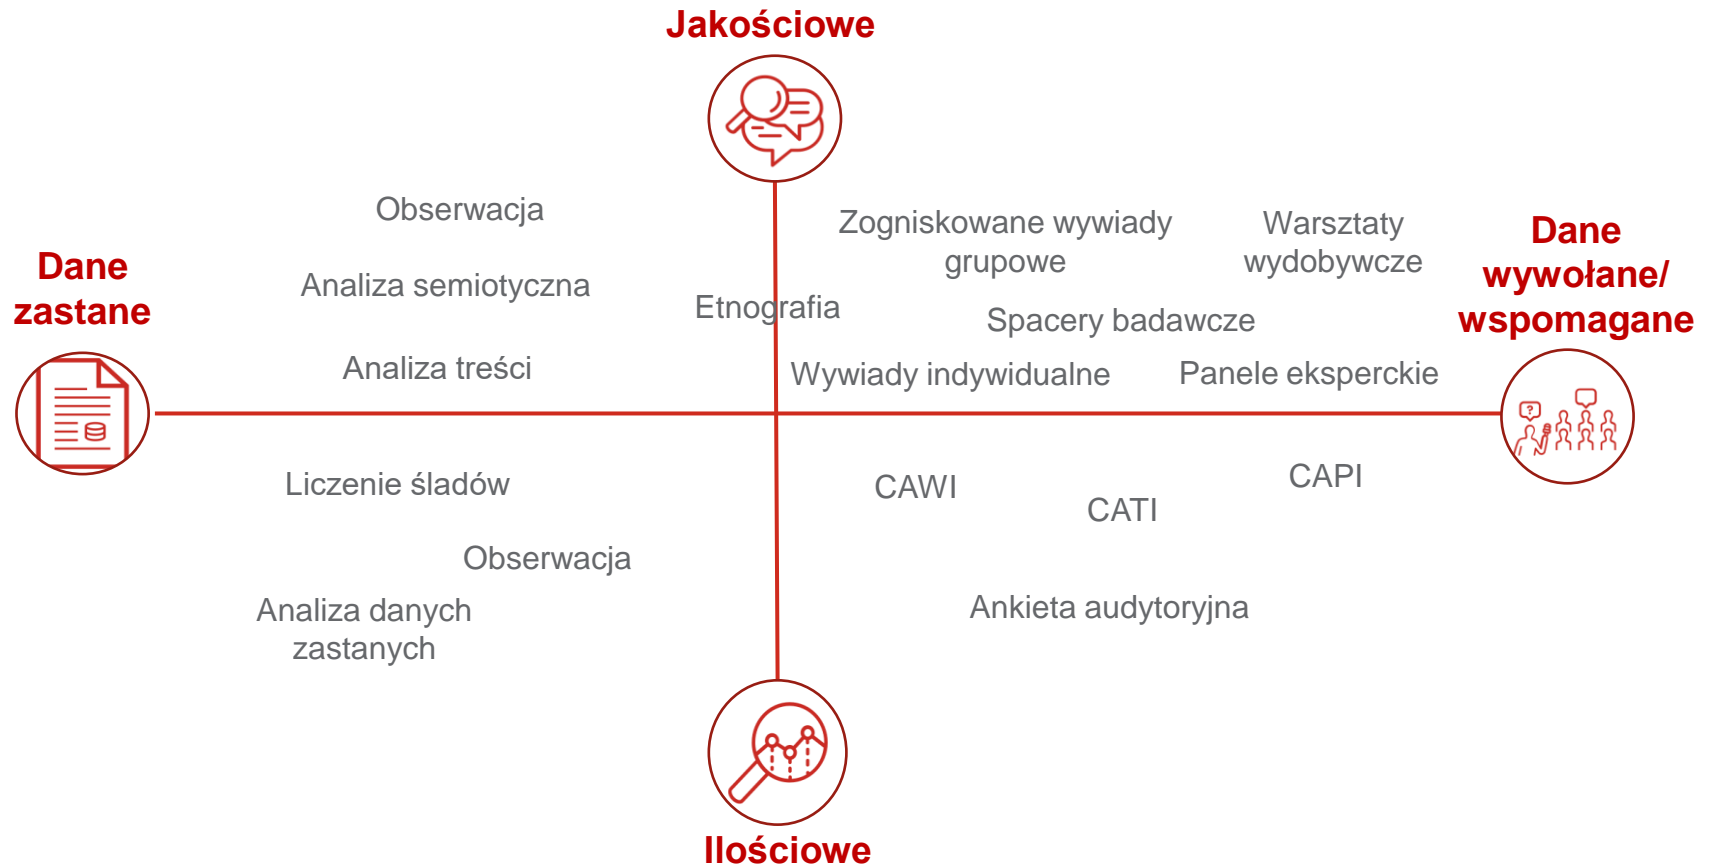 Jakościowe
Obserwacja
Zogniskowane wywiady
grupowe
Warsztaty
wydobywcze
Dane
zastane
Dane
wywołane/
wspomagane
Analiza semiotyczna
Etnografia
Spacery badawcze
Analiza treści
Wywiady indywidualne
Panele eksperckie
?
Liczenie śladów
CAWI
CATI
CAPI
Obserwacja
Analiza danych
zastanych
Ankieta audytoryjna
Ilościowe